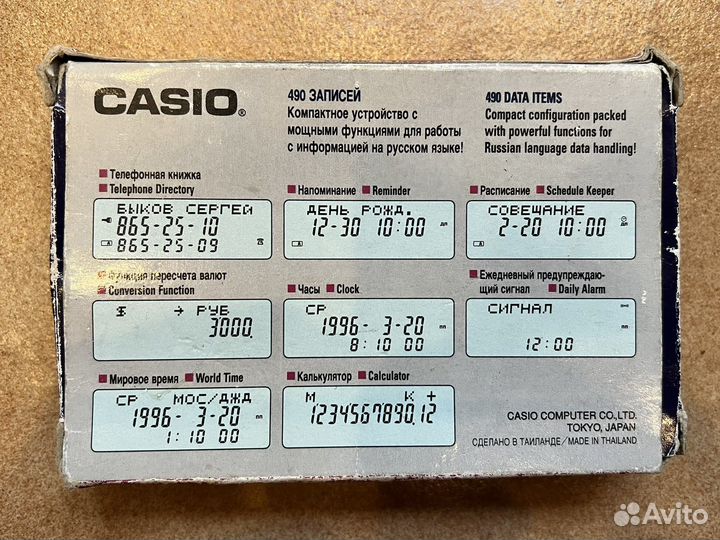 CASIO®
490 ЗАПИСЕЙ
Компактное устройство с
мощными функциями для работы
с информацией на русском языке!
490 DATA ITEMS
Compact configuration packed
with powerful functions for
Russian language data handling!
Телефонная книжка
Telephone Directory
БЫКОВ СЕРГЕЙ
865-25-10
865-25-09
Напоминание Reminder
ДЕНЬ РОЖД.
12-30 10:00
Расписание Schedule Keeper
СОВЕЩАНИЕ
2-20 10:00
Функция пересчета валют
Conversion Function
$ → РУБ
3000.
Часы Clock
СР
1996- 3-20
8:10 00
Ежедневный предупреждаю-
щий сигнал Daily Alarm
СИГНАЛ
12:00
Мировое время World Time
СР МОС/ДЖД
1996- 3-20
1:10 00
Калькулятор Calculator
М К +
1234567890.12
CASIO COMPUTER CO.,LTD.
TOKYO, JAPAN
СДЕЛАНО В ТАИЛАНДЕ/MADE IN THAILAND
Avito